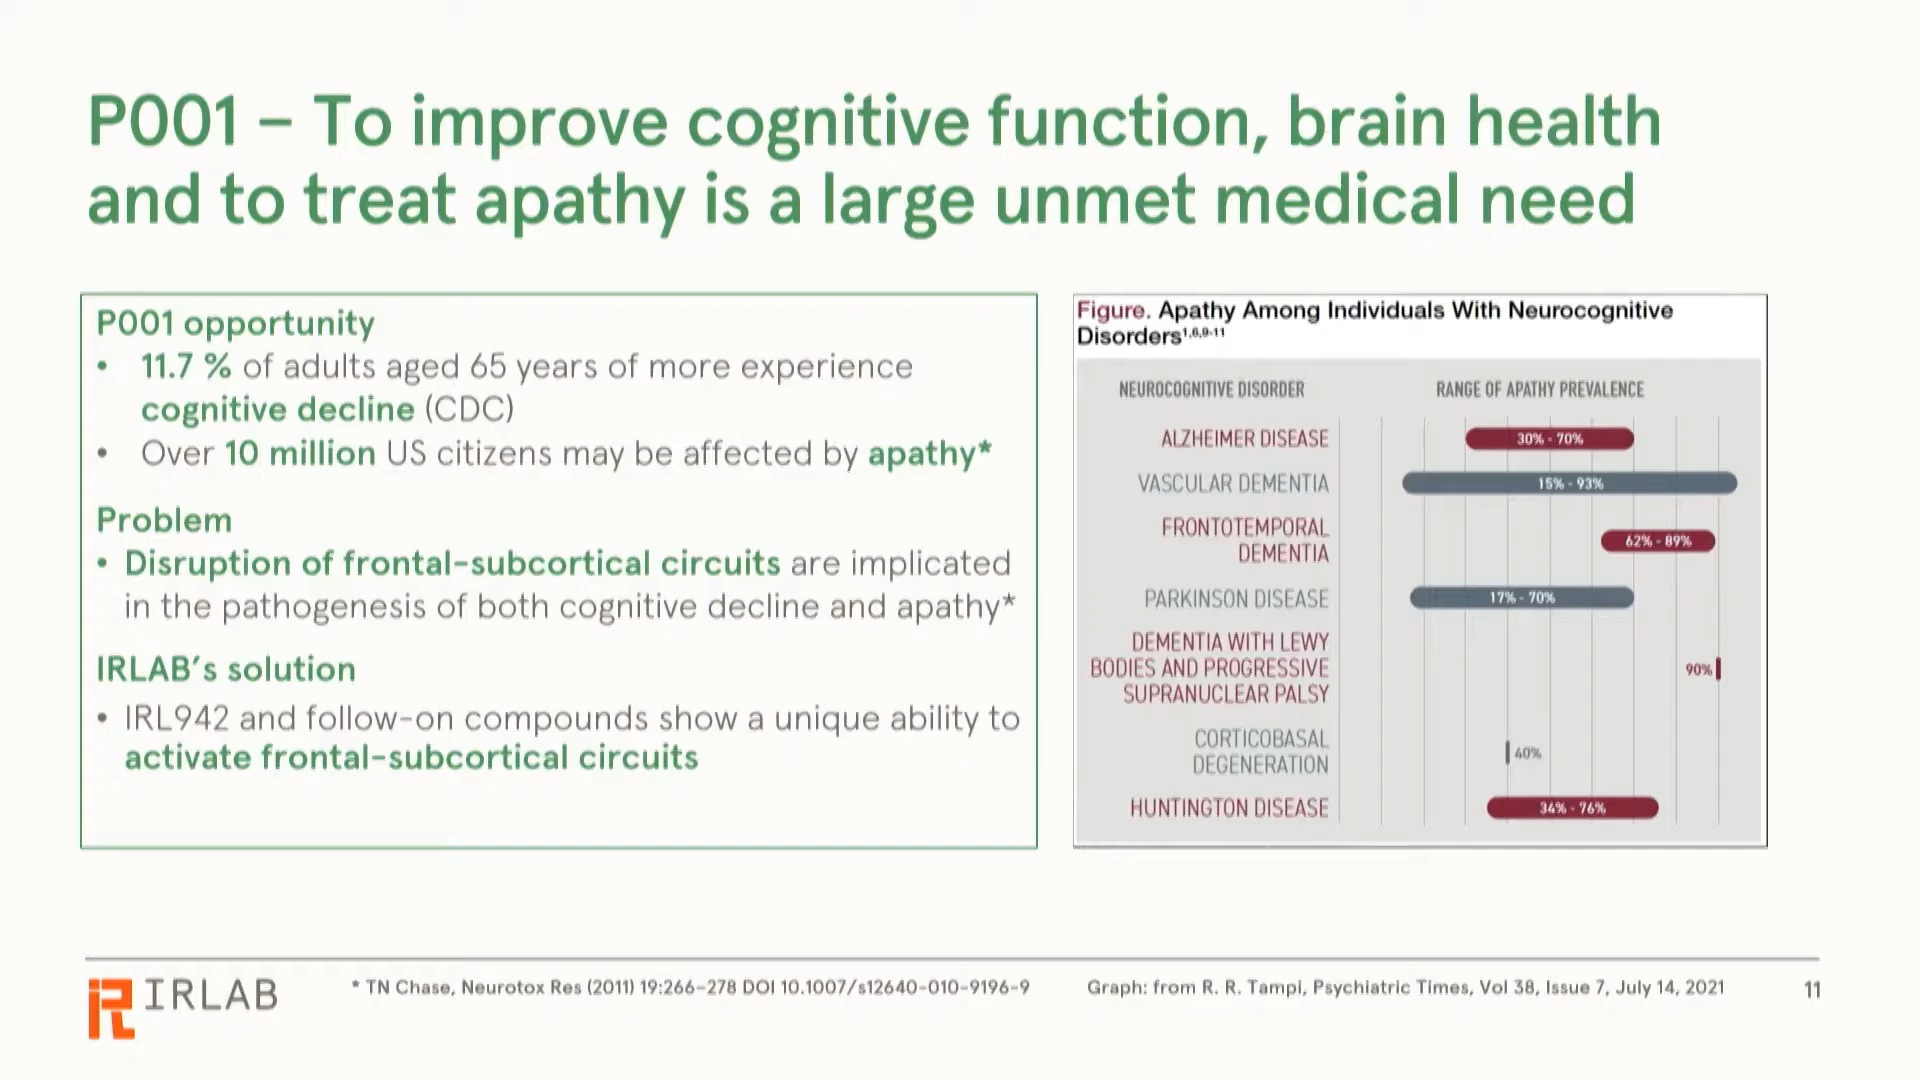 P001 – To improve cognitive function, brain health
and to treat apathy is a large unmet medical need
P001 opportunity
• 11.7 % of adults aged 65 years of more experience
cognitive decline (CDC)
• Over 10 million US citizens may be affected by apathy*
Problem
• Disruption of frontal-subcortical circuits are implicated
in the pathogenesis of both cognitive decline and apathy*
IRLAB's solution
• IRL942 and follow-on compounds show a unique ability to
activate frontal-subcortical circuits
Figure. Apathy Among Individuals With Neurocognitive
Disorders1,6,9-11
NEUROCOGNITIVE DISORDER RANGE OF APATHY PREVALENCE
ALZHEIMER DISEASE 30% - 70%
VASCULAR DEMENTIA 15% - 93%
FRONTOTEMPORAL
DEMENTIA 62% - 89%
PARKINSON DISEASE 17% - 70%
DEMENTIA WITH LEWY
BODIES AND PROGRESSIVE 90%
SUPRANUCLEAR PALSY
CORTICOBASAL
DEGENERATION 40%
HUNTINGTON DISEASE 34% - 76%
IRLAB
* TN Chase, Neurotox Res (2011) 19:266-278 DOI 10.1007/s12640-010-9196-9
Graph: from R. R. Tampi, Psychiatric Times, Vol 38, Issue 7, July 14, 2021
11